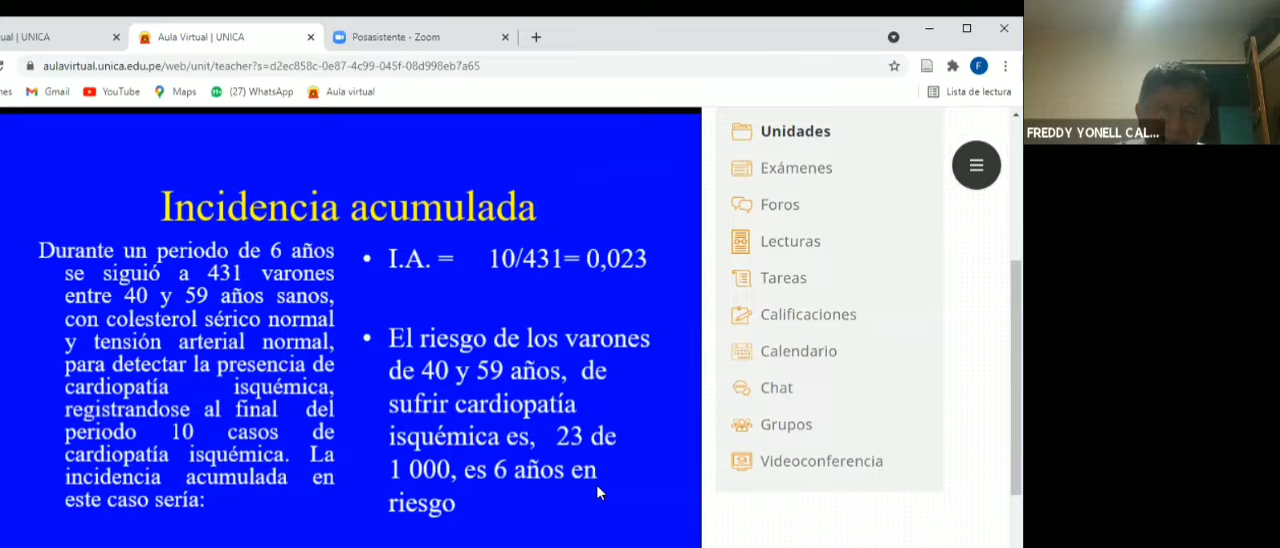 ual | UNICA
Aula Virtual | UNICA
Posasistente - Zoom
aulavirtual.unica.edu.pe/web/unit/teacher?s=d2ec858c-0e87-4c99-045f-08d998eb7a65
nes
Gmail
YouTube
Maps
(27) WhatsApp
Aula virtual
Lista de lectura
F
Incidencia acumulada
Durante un periodo de 6 años
se siguió a 431 varones
entre 40 y 59 años sanos,
con colesterol sérico normal
y tensión arterial normal,
para detectar la presencia de
cardiopatía isquémica,
registrandose al final del
periodo 10 casos de
cardiopatía isquémica. La
incidencia acumulada en
este caso sería:
• I.A. = 10/431= 0,023
• El riesgo de los varones
de 40 y 59 años, de
sufrir cardiopatía
isquémica es, 23 de
1 000, es 6 años en
riesgo
Unidades
Exámenes
Foros
Lecturas
Tareas
Calificaciones
Calendario
Chat
Grupos
Videoconferencia
FREDDY YONELL CAL...